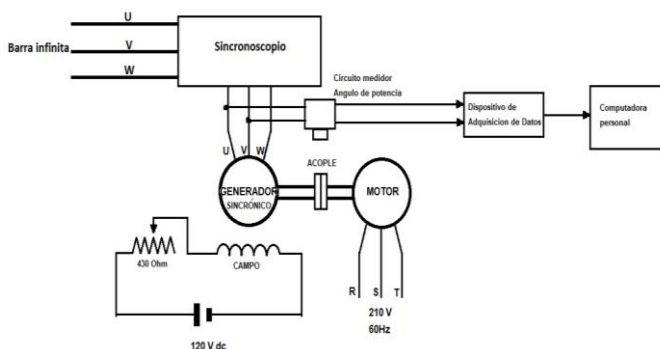 U
Barra infinita
V
W
Sincronoscopio
Circuito medidor
Angulo de potencia
Dispositivo de
Adquisicion de Datos
Computadora
personal
U V W
ACOPLE
GENERADOR
SINCRÓNICO
MOTOR
430 Ohm
CAMPO
R S T
210 V
60Hz
120 V dc